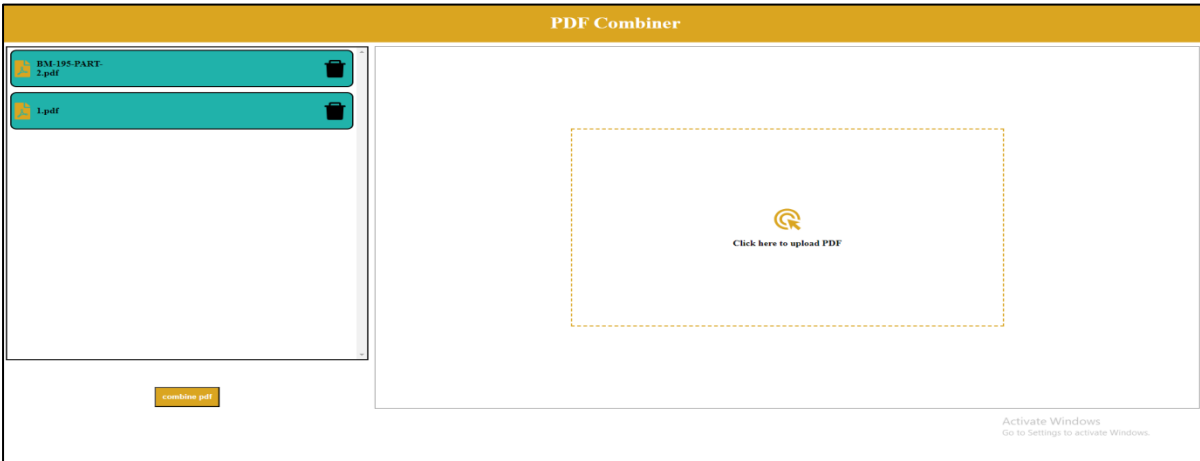 PDF Combiner
BM-195-PART-
2.pdf
1.pdf
Click here to upload PDF
combine pdf
Activate Windows
Go to Settings to activate Windows.